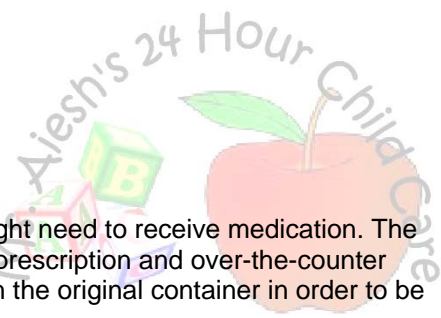 Aiesh's 24 Hour Child Care
A
B
ght need to receive medication. The
prescription and over-the-counter
n the original container in order to be